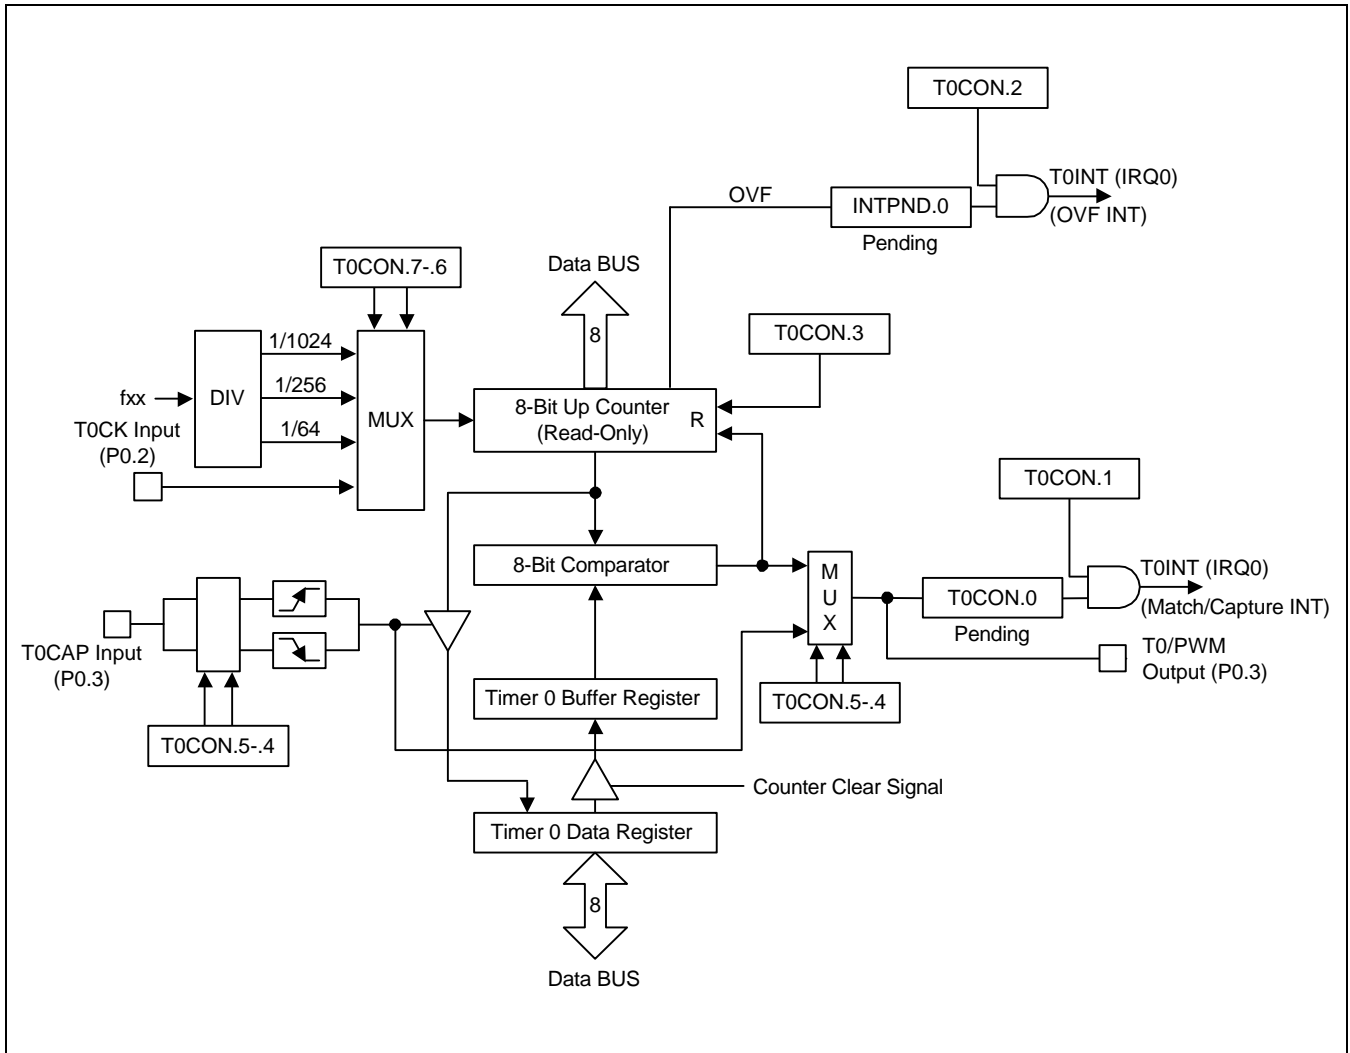 T0CON.2
T0INT (IRQ0)
OVF
INTPND.0
(OVF INT)
Pending
T0CON.7-.6
Data BUS
8
T0CON.3
1/1024
fxx
DIV
1/256
MUX
8-Bit Up Counter
(Read-Only)
R
T0CK Input
(P0.2)
1/64
T0CON.1
8-Bit Comparator
M
U
X
T0INT (IRQ0)
T0CON.0
(Match/Capture INT)
Pending
T0CAP Input
(P0.3)
T0/PWM
Output (P0.3)
Timer 0 Buffer Register
T0CON.5-.4
T0CON.5-.4
Counter Clear Signal
Timer 0 Data Register
8
Data BUS